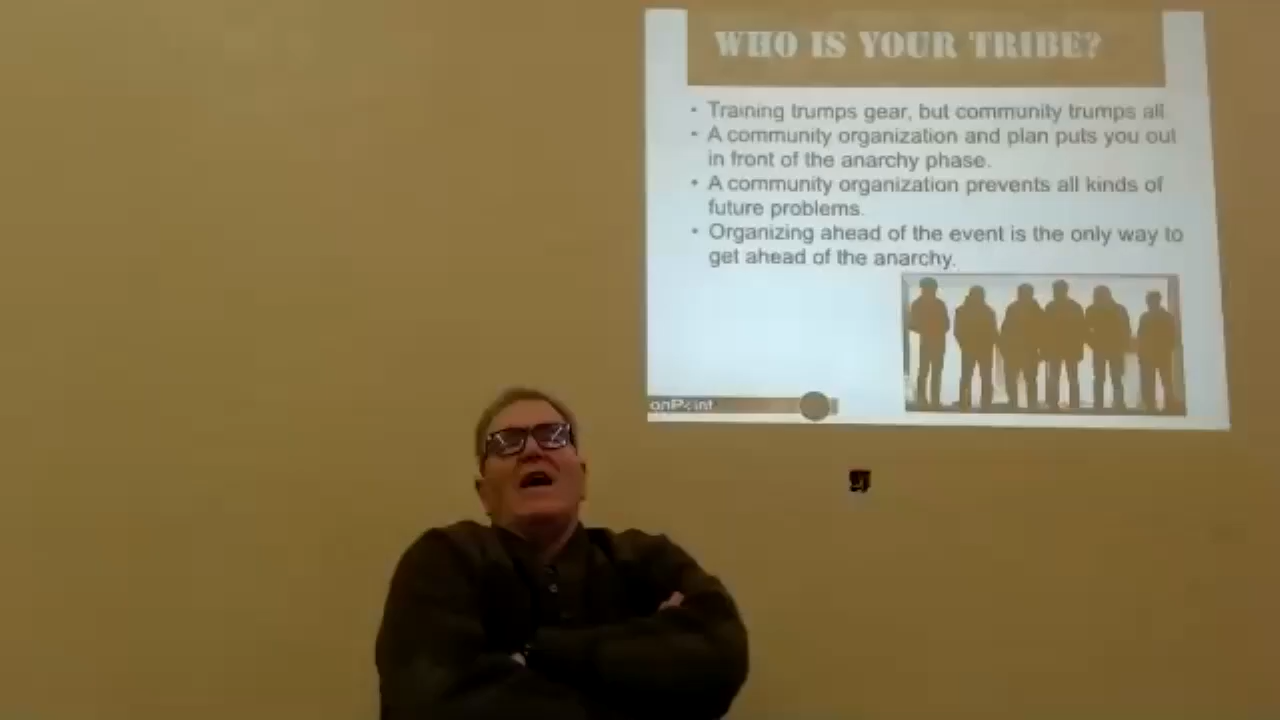 WHO IS YOUR TRIBE?
• Training trumps gear, but community trumps all.
• A community organization and plan puts you out
in front of the anarchy phase.
• A community organization prevents all kinds of
future problems.
• Organizing ahead of the event is the only way to
get ahead of the anarchy.
onPoint